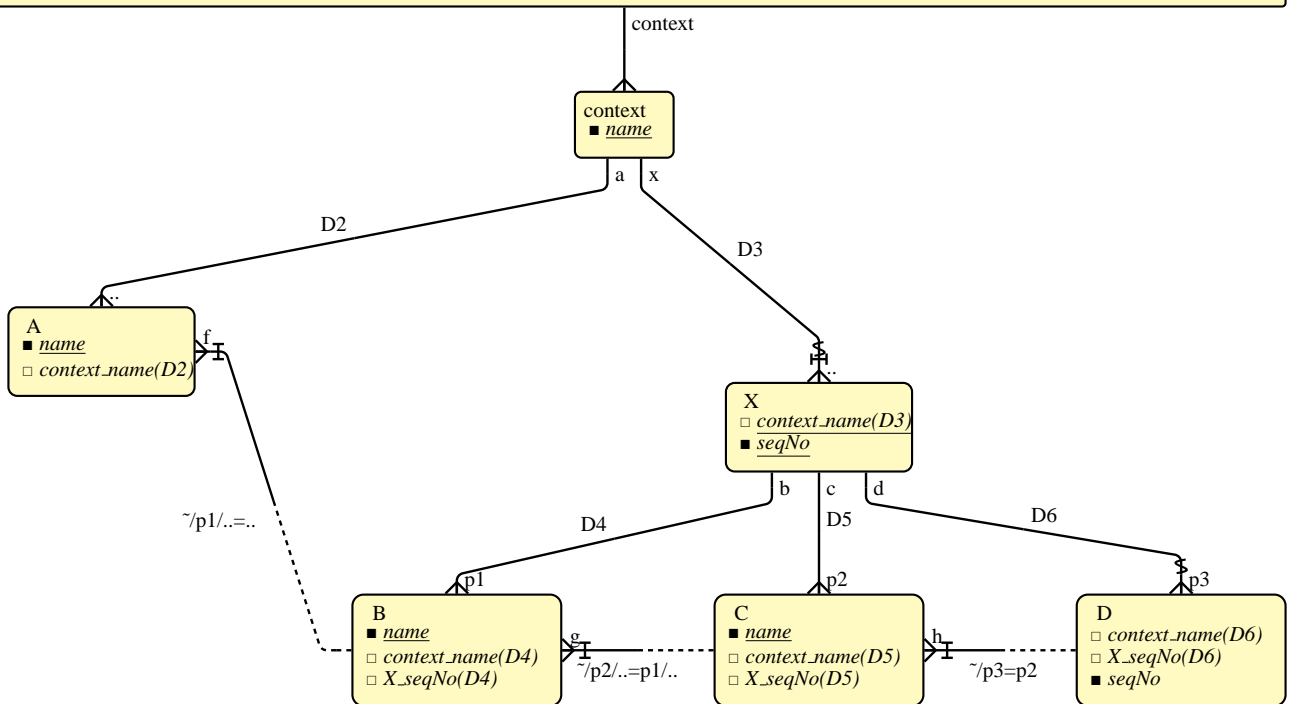 context
context
name
a
x
D2
D3
..
A
name
context_name(D2)
f
..
X
context_name(D3)
seqNo
b
c
d
D4
D5
D6
~/p1/..=..
p1
p2
p3
B
name
context_name(D4)
X_seqNo(D4)
g
~/p2/..=p1/..
C
name
context_name(D5)
X_seqNo(D5)
h
~/p3=p2
D
context_name(D6)
X_seqNo(D6)
seqNo